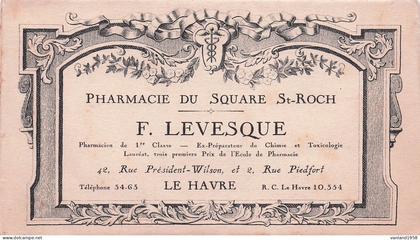 PHARMACIE DU SQUARE St-ROCH
F. LEVESQUE
Pharmacien de 1re Classe — Ex-Préparateur de Chimie et Toxicologie
Lauréat, trois premiers Prix de l'Ecole de Pharmacie
42, Rue Président-Wilson, et 2, Rue Piedfort
Téléphone 54.63 LE HAVRE R. C. Le Havre 10,354